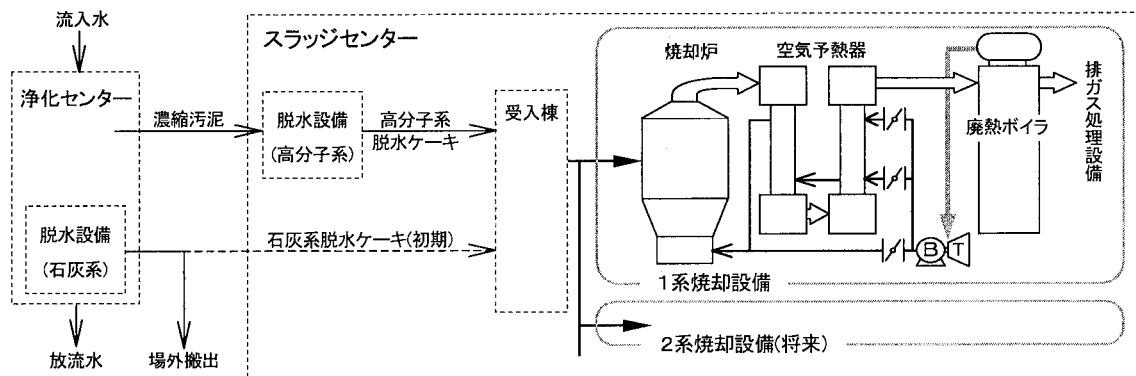 流入水
浄化センター
脱水設備
(石灰系)
放流水
場外搬出
濃縮汚泥
スラッジセンター
脱水設備
(高分子系)
高分子系
脱水ケーキ
石灰系脱水ケーキ(初期)
受入棟
焼却炉
空気予熱器
廃熱ボイラ
排ガス処理設備
B
T
1系焼却設備
2系焼却設備(将来)